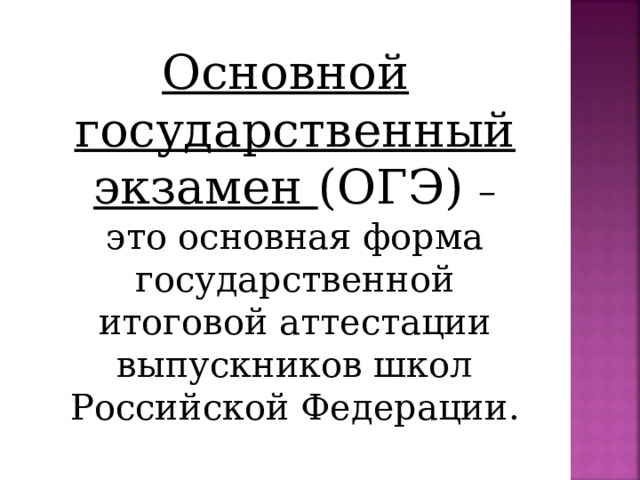 Основной
государственный
экзамен (ОГЭ) –
это основная форма
государственной
итоговой аттестации
выпускников школ
Российской Федерации.